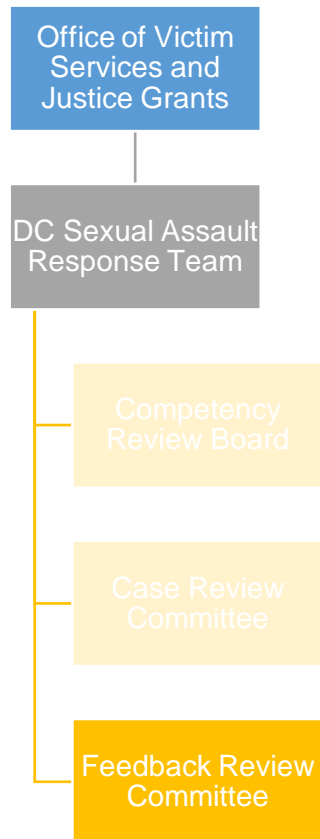 Office of Victim
Services and
Justice Grants
DC Sexual Assault
Response Team
Competency
Review Board
Case Review
Committee
Feedback Review
Committee